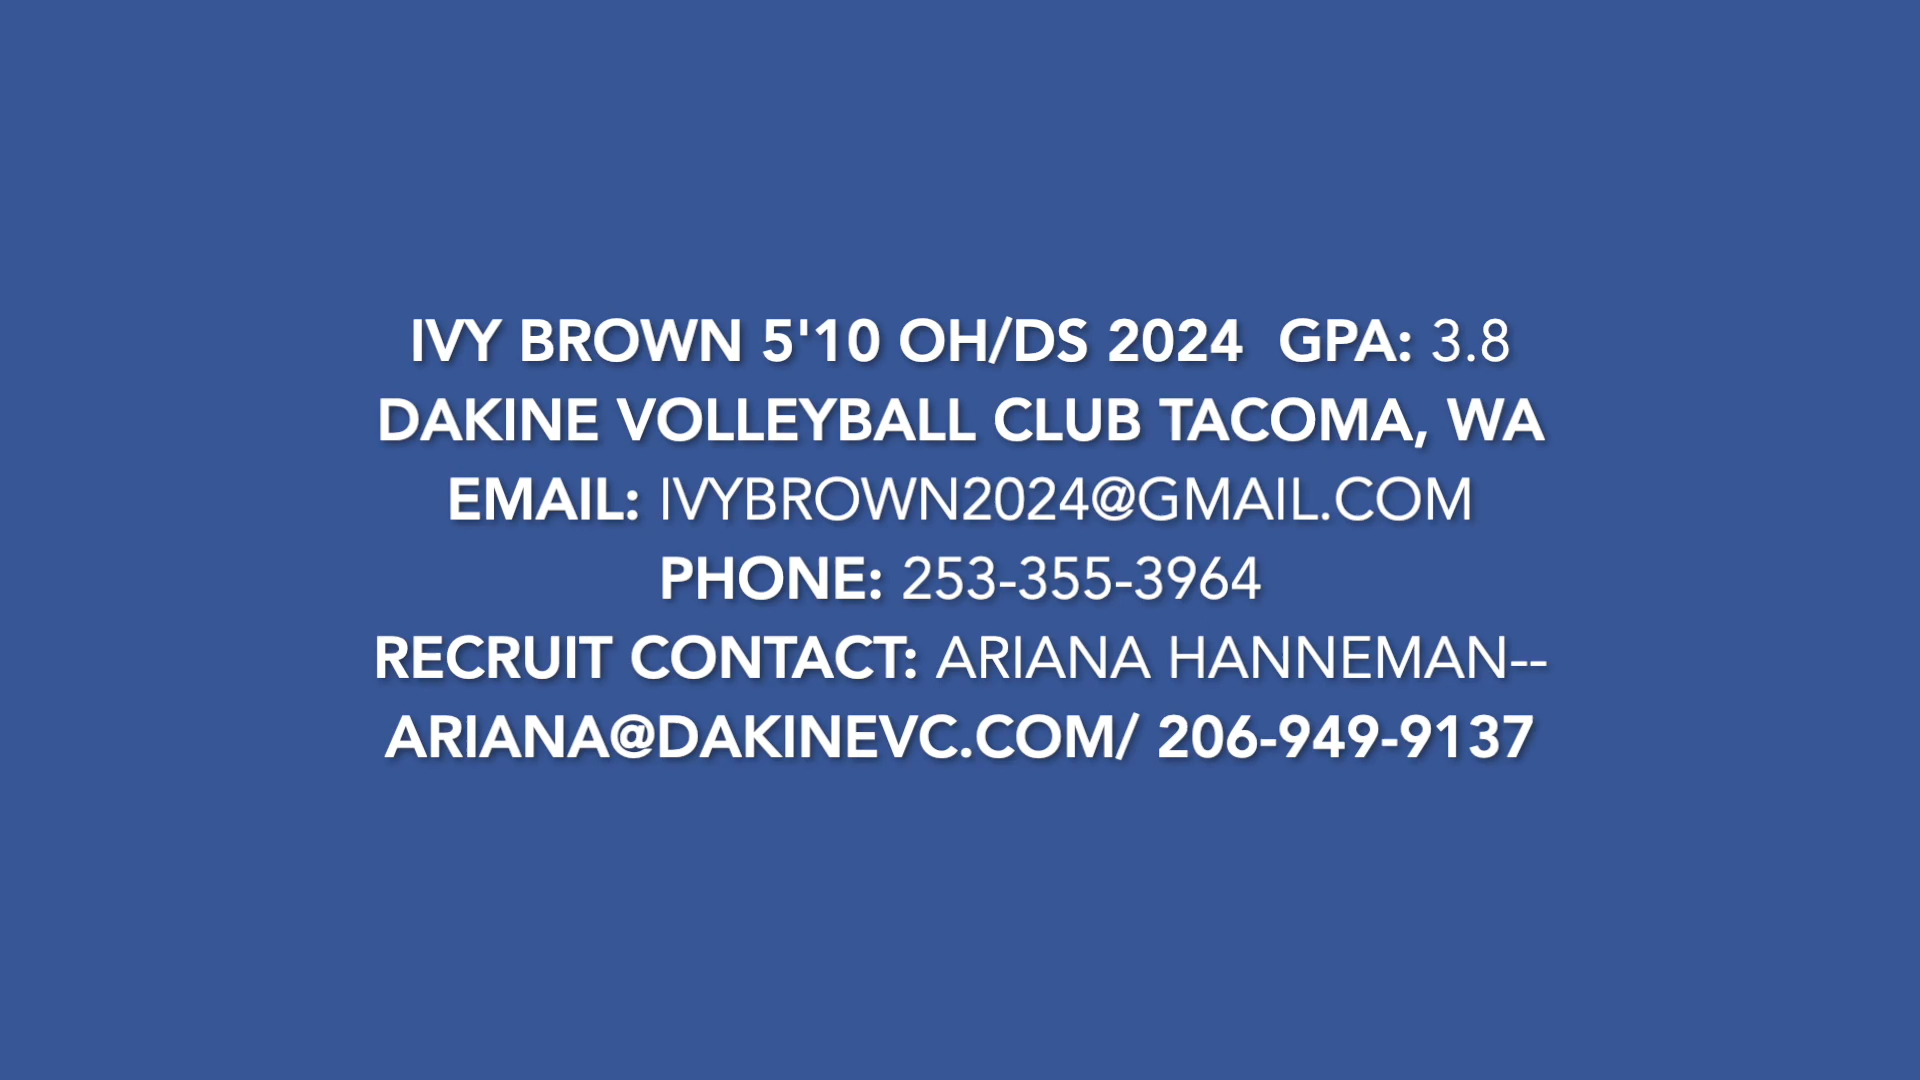 IVY BROWN 5'10 OH/DS 2024  GPA: 3.8
DAKINE VOLLEYBALL CLUB TACOMA, WA
EMAIL: IVYBROWN2024@GMAIL.COM
PHONE: 253-355-3964
RECRUIT CONTACT: ARIANA HANNEMAN--
ARIANA@DAKINEVC.COM/ 206-949-9137